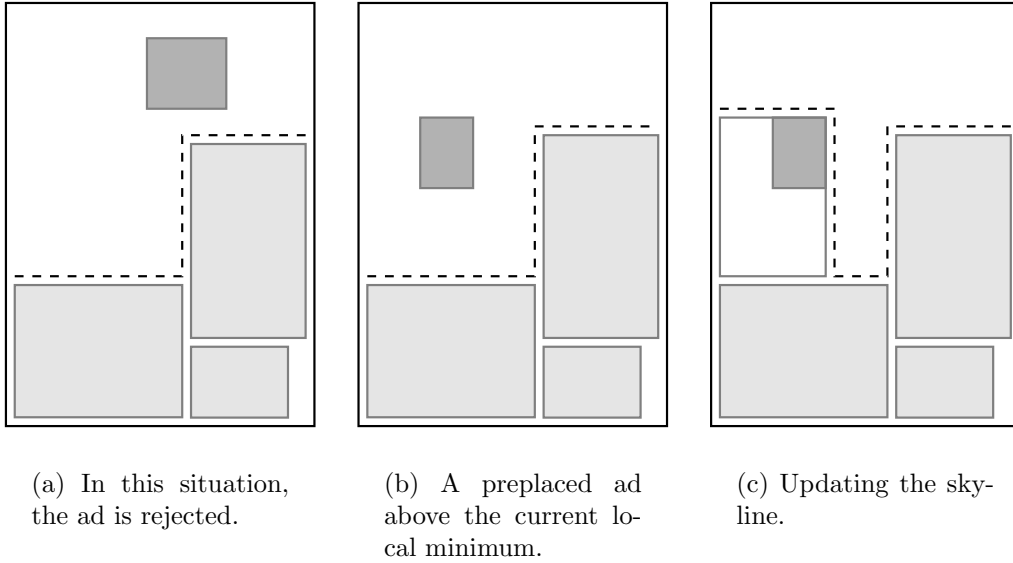 (a) In this situation,
the ad is rejected.
(b) A preplaced ad
above the current lo-
cal minimum.
(c) Updating the sky-
line.